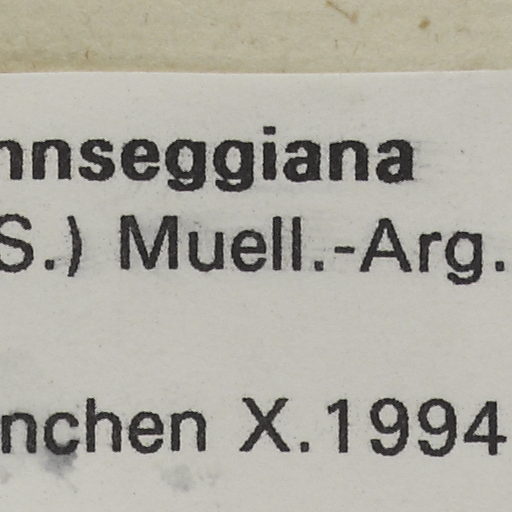 nnseggiana
S.) Muell.-Arg.
nchen X.1994